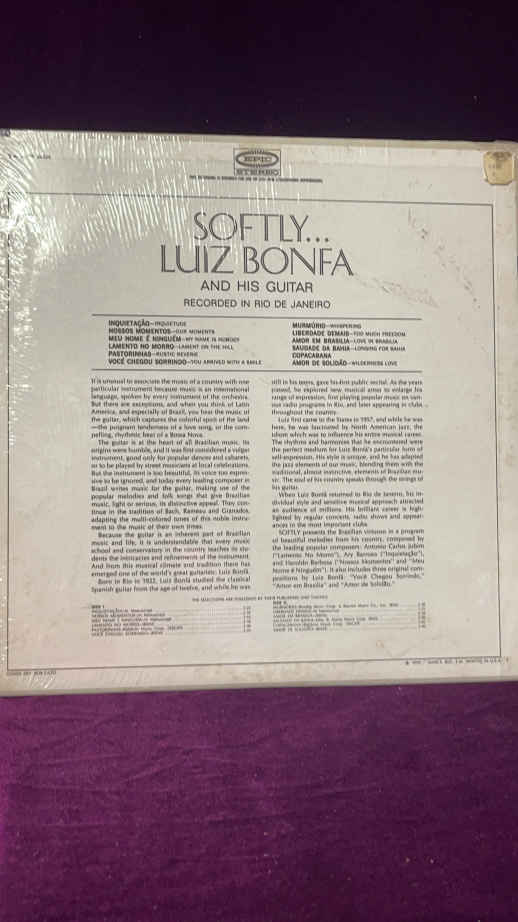 EPIC
STEREO
SOFTLY...
LUIZ BONFA
AND HIS GUITAR
RECORDED IN RIO DE JANEIRO
INQUIETAÇÃO—INQUIETUDE
NOSSOS MOMENTOS—OUR MOMENTS
MEU NOME É NINGUÉM—MY NAME IS NOBODY
LAMENTO NO MORRO—LAMENT ON THE HILL
PASTORINHAS—RUSTIC REVERIE
VOCÊ CHEGOU SORRINDO—YOU ARRIVED WITH A SMILE
MURMÚRIO—WHISPERING
LIBERDADE DEMAIS—TOO MUCH FREEDOM
AMOR EM BRASILIA—LOVE IN BRASILIA
SAUDADE DA BAHIA—LONGING FOR BAHIA
COPACABANA
AMOR DE SOLIDÃO—WILDERNESS LOVE
It is unusual to associate the music of a country with one
particular instrument because music is an international
language, spoken by every instrument of the orchestra.
But there are exceptions, and when you think of Latin
America, and especially of Brazil, you hear the music of
the guitar, which captures the colorful spirit of the land
—the poignant tenderness of a love song, or the com-
pelling, rhythmic beat of a Bossa Nova.
The guitar is at the heart of all Brazilian music. Its
origins were humble, and it was first considered a vulgar
instrument, good only for popular dances and cabarets,
or to be played by street musicians at local celebrations.
But the instrument is too beautiful, its voice too expres-
sive to be ignored, and today every leading composer in
Brazil writes music for the guitar, making use of the
popular melodies and folk songs that give Brazilian
music, light or serious, its distinctive appeal. They con-
tinue in the tradition of Bach, Rameau and Granados,
adapting the multi-colored tones of this noble instru-
ment to the music of their own times.
Because the guitar is an inherent part of Brazilian
music and life, it is understandable that every music
school and conservatory in the country teaches its stu-
dents the intricacies and refinements of the instrument.
And from this musical climate and tradition there has
emerged one of the world's great guitarists: Luiz Bonfá.
Born in Rio in 1922, Luiz Bonfá studied the classical
Spanish guitar from the age of twelve, and while he was
still in his teens, gave his first public recital. As the years
passed, he explored new musical areas to enlarge his
range of expression, first playing popular music on vari-
ous radio programs in Rio, and later appearing in clubs
throughout the country.
Luiz first came to the States in 1957, and while he was
here, he was fascinated by North American jazz, the
idiom which was to influence his entire musical career.
The rhythms and harmonies that he encountered were
the perfect medium for Luiz Bonfá's particular form of
self-expression. His style is unique, and he has adapted
the jazz elements of our music, blending them with the
traditional, almost instinctive, elements of Brazilian mu-
sic. The soul of his country speaks through the strings of
his guitar.
When Luiz Bonfá returned to Rio de Janeiro, his in-
dividual style and sensitive musical approach attracted
an audience of millions. His brilliant career is high-
lighted by regular concerts, radio shows and appear-
ances in the most important clubs.
SOFTLY presents the Brazilian virtuoso in a program
of beautiful melodies from his country, composed by
the leading popular composers: Antonio Carlos Jobim
("Lamento No Morro"), Ary Barroso ("Inquietação"),
and Haroldo Barbosa ("Nossos Momentos" and "Meu
Nome é Ninguém"). It also includes three original com-
positions by Luiz Bonfá: "Você Chegou Sorrindo,"
"Amor em Brasilia" and "Amor de Solidão."
THE SELECTIONS ARE PUBLISHED BY
SIDE I
SIDE II
PRINTED IN U.S.A.